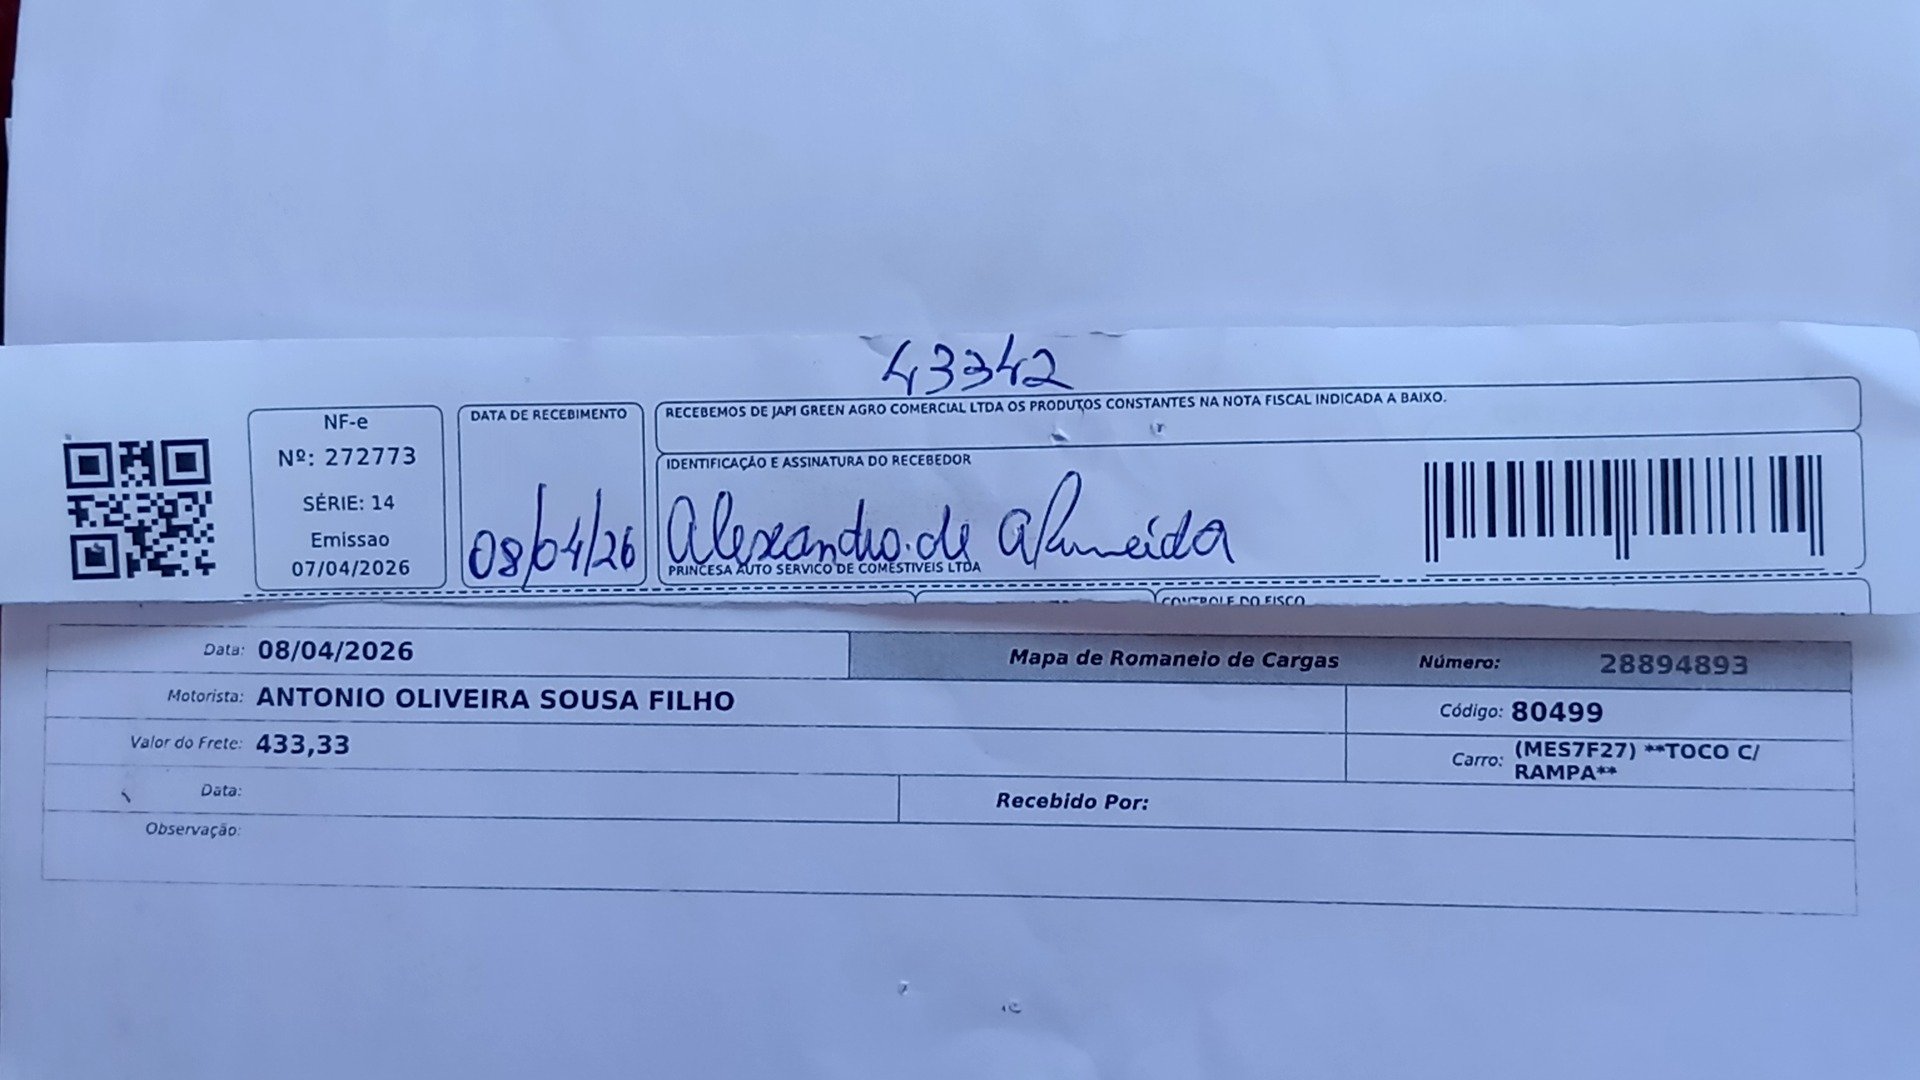 43342
NF-e
Nº: 272773
SÉRIE: 14
Emissao
07/04/2026
DATA DE RECEBIMENTO
08/04/26
RECEBEMOS DE JAPI GREEN AGRO COMERCIAL LTDA OS PRODUTOS CONSTANTES NA NOTA FISCAL INDICADA A BAIXO.
IDENTIFICAÇÃO E ASSINATURA DO RECEBEDOR
Alexandro de Almeida
PRINCESA AUTO SERVICO DE COMESTIVEIS LTDA
CONTROLE DO FISCO
Data: 08/04/2026
Mapa de Romaneio de Cargas Número: 28894893
Motorista: ANTONIO OLIVEIRA SOUSA FILHO
Código: 80499
Valor do Frete: 433,33
Carro: (MES7F27) **TOCO C/
RAMPA**
Data:
Recebido Por:
Observação: